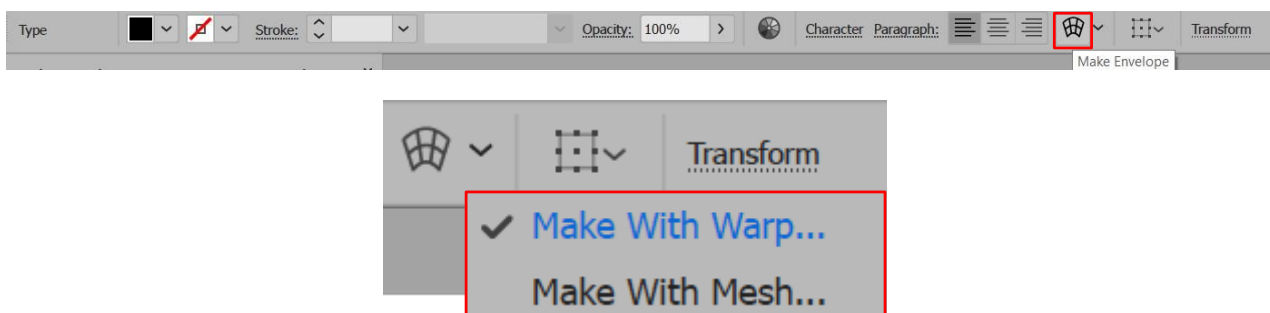 Type Stroke: Opacity: 100% Character Paragraph: Transform
Make Envelope
Transform
Make With Warp...
Make With Mesh...